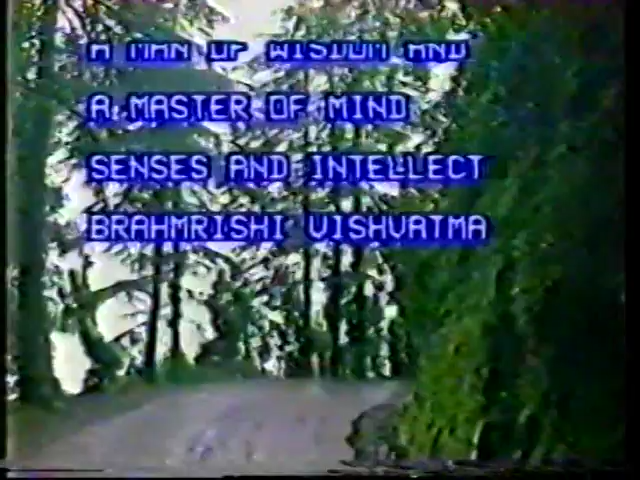 A MAN OF WISDOM AND
A MASTER OF MIND
SENSES AND INTELLECT
BRAHMRISHI VISHVATMA